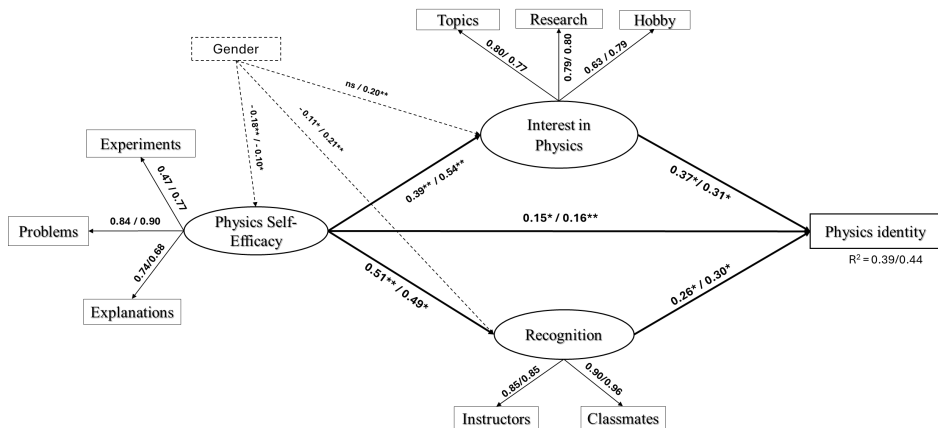 Topics
Research
Hobby
Gender
0.80/ 0.77
0.79/ 0.80
0.63 / 0.79
ns / 0.20**
- 0.18** / - 0.10*
- 0.11* / 0.21**
Interest in
Physics
Experiments
0.47 / 0.77
0.39** / 0.54**
0.37*/ 0.31*
Problems
0.84 / 0.90
Physics Self-
Efficacy
0.15* / 0.16**
Physics identity
R² = 0.39/0.44
0.74/0.68
Explanations
0.51** / 0.49*
0.26* / 0.30*
Recognition
0.85/0.85
0.90/0.96
Instructors
Classmates